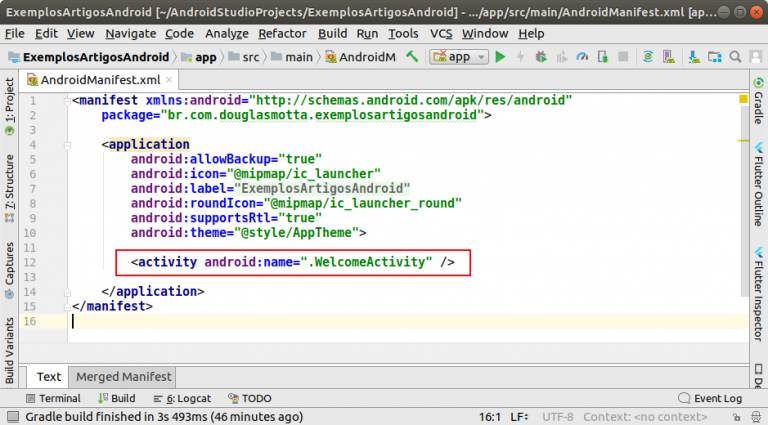 ExemplosArtigosAndroid [~/AndroidStudioProjects/ExemplosArtigosAndroid] - .../app/src/main/AndroidManifest.xml [ap...
File Edit View Navigate Code Analyze Refactor Build Run Tools VCS Window Help
ExemplosArtigosAndroid app src main AndroidM app
AndroidManifest.xml
1 <manifest xmlns:android="http://schemas.android.com/apk/res/android"
2 package="br.com.douglasmotta.exemplosartigosandroid">
3
4 <application
5 android:allowBackup="true"
6 android:icon="@mipmap/ic_launcher"
7 android:label="ExemplosArtigosAndroid"
8 android:roundIcon="@mipmap/ic_launcher_round"
9 android:supportsRtl="true"
10 android:theme="@style/AppTheme">
11
12 <activity android:name=".WelcomeActivity" />
13
14 </application>
15 </manifest>
16
1: Project
7: Structure
Captures
Build Variants
Gradle
Flutter Outline
Flutter Inspector
Text Merged Manifest
Terminal Build 6: Logcat TODO Event Log
Gradle build finished in 3s 493ms (46 minutes ago) 16:1 LF÷ UTF-8 Context: <no context>